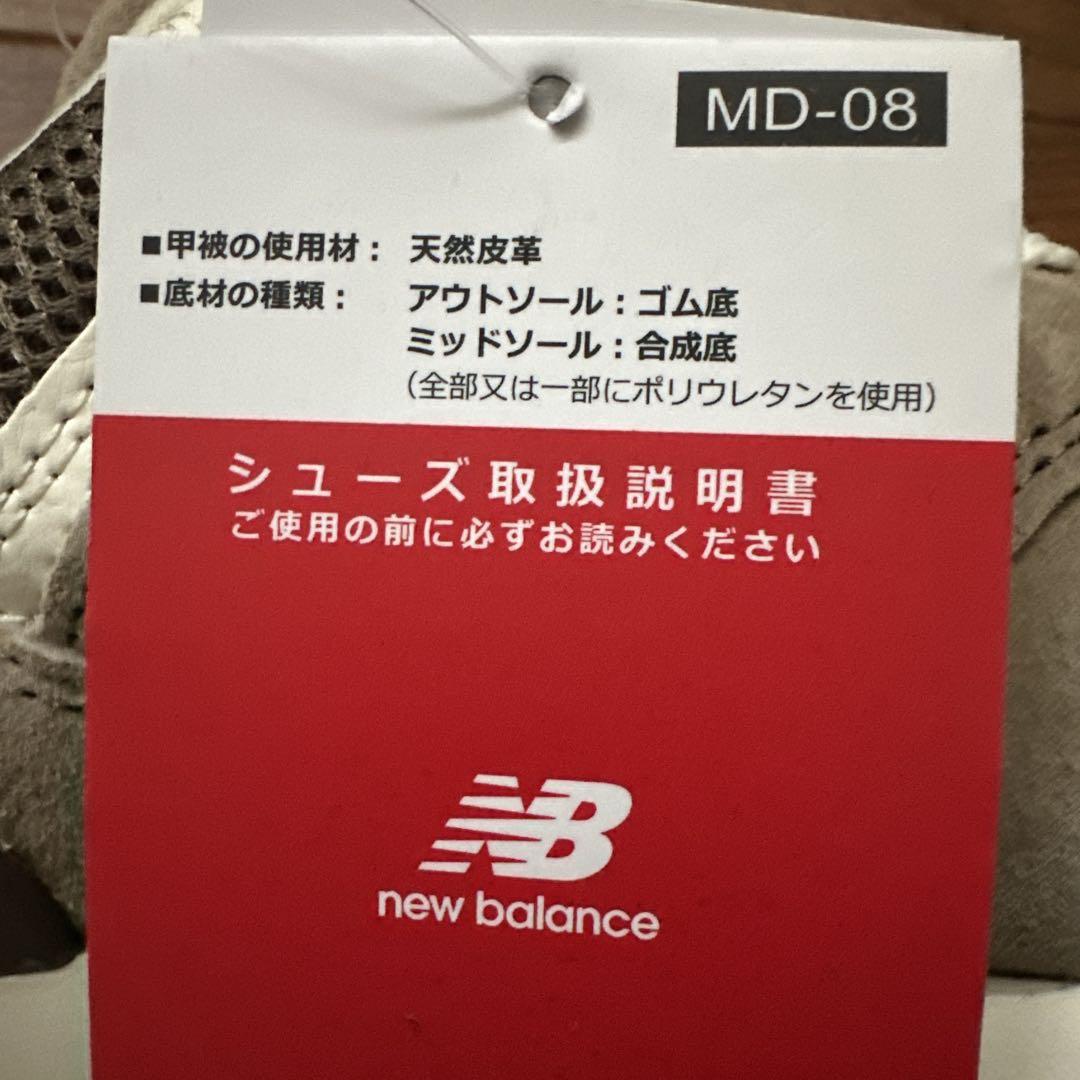 MD-08
■甲被の使用材： 天然皮革
■底材の種類： アウトソール：ゴム底
ミッドソール：合成底
（全部又は一部にポリウレタンを使用）
シューズ取扱説明書
ご使用の前に必ずお読みください
NB
new balance